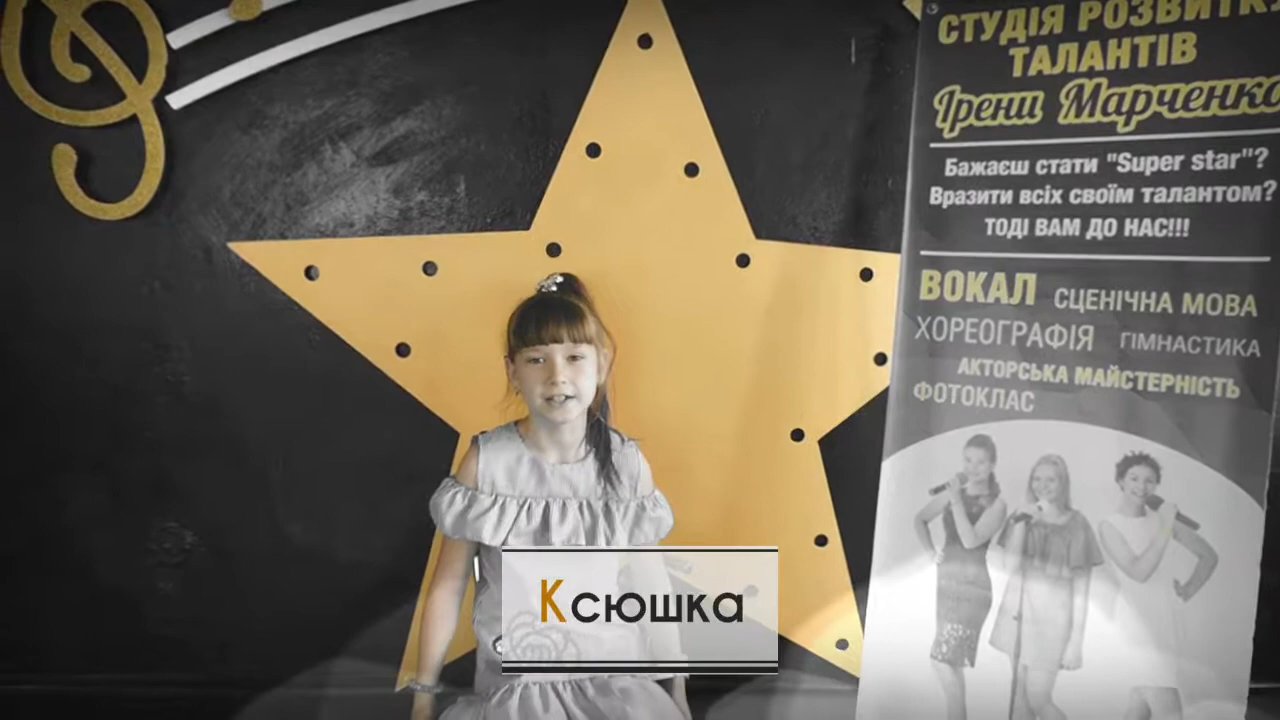 СТУДІЯ РОЗВИТКУ
ТАЛАНТІВ
Ірени Марченко
Бажаєш стати "Super star"?
Вразити всіх своїм талантом?
ТОДІ ВАМ ДО НАС!!!
ВОКАЛ СЦЕНІЧНА МОВА
ХОРЕОГРАФІЯ ГІМНАСТИКА
АКТОРСЬКА МАЙСТЕРНІСТЬ
ФОТОКЛАС
Ксюшка